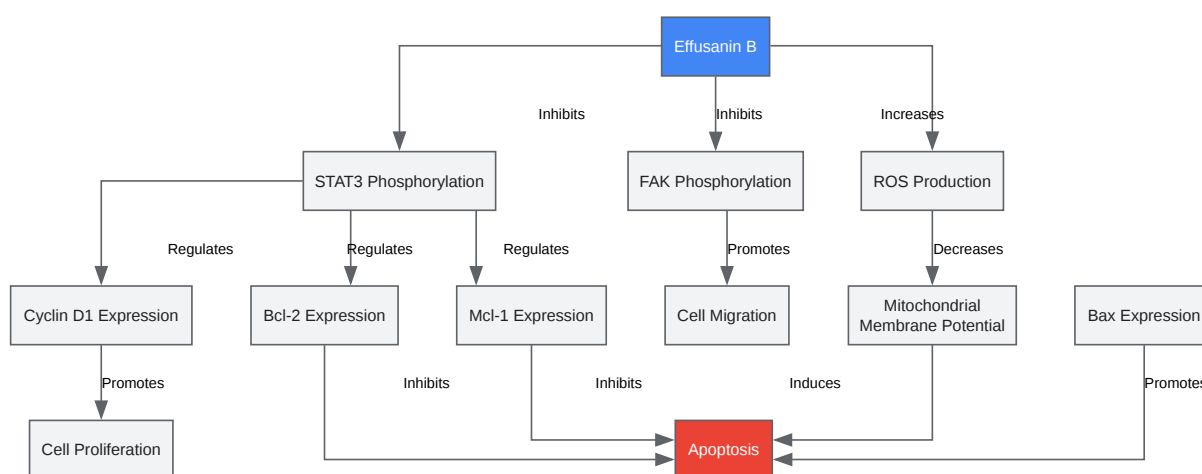 Effusanin B
Inhibits
Inhibits
Increases
STAT3 Phosphorylation
FAK Phosphorylation
ROS Production
Regulates
Regulates
Regulates
Promotes
Decreases
Cyclin D1 Expression
Bcl-2 Expression
Mcl-1 Expression
Cell Migration
Mitochondrial
Membrane Potential
Bax Expression
Promotes
Inhibits
Inhibits
Induces
Promotes
Cell Proliferation
Apoptosis